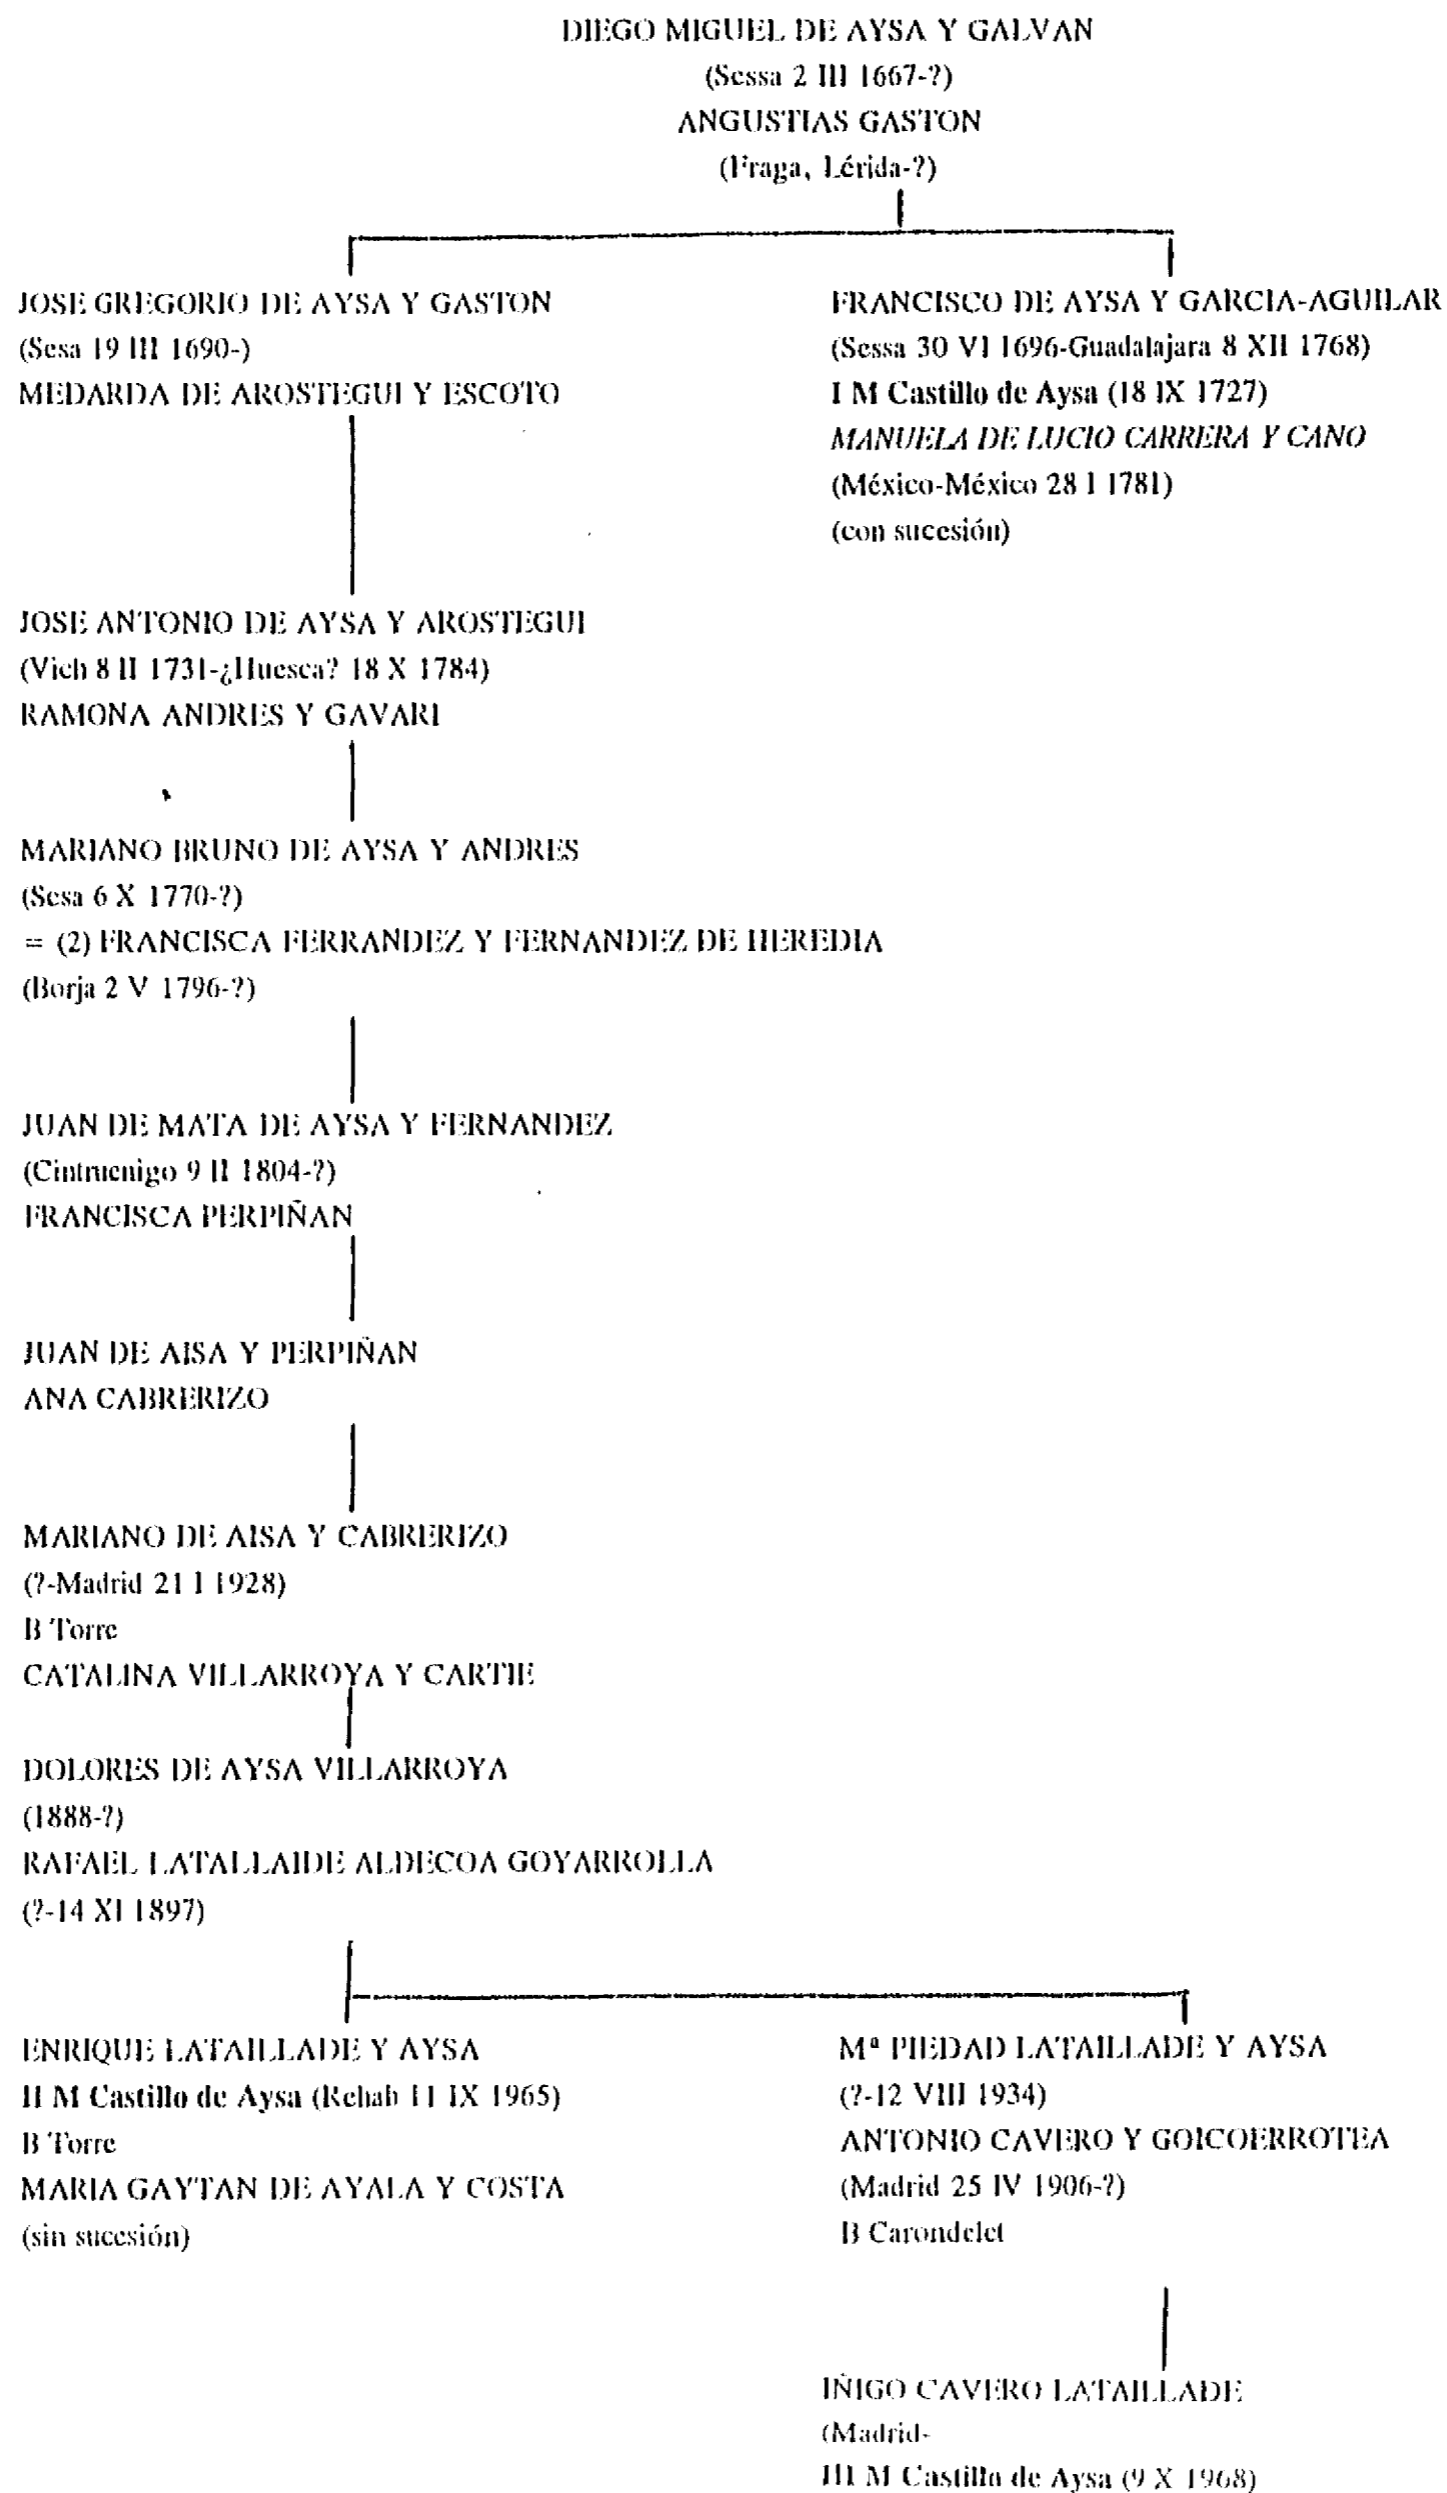 DIEGO MIGUEL DE AYSA Y GALVAN
(Sessa 2 III 1667-?)
ANGUSTIAS GASTON
(Fraga, Lérida-?)
JOSE GREGORIO DE AYSA Y GASTON
(Sesa 19 III 1690-)
MEDARDA DE AROSTEGUI Y ESCOTO
FRANCISCO DE AYSA Y GARCIA-AGUILAR
(Sessa 30 VI 1696-Guadalajara 8 XII 1768)
I M Castillo de Aysa (18 IX 1727)
MANUELA DE LUCIO CARRERA Y CANO
(México-México 28 I 1781)
(con sucesión)
JOSE ANTONIO DE AYSA Y AROSTEGUI
(Vich 8 II 1731-¿Huesca? 18 X 1784)
RAMONA ANDRES Y GAVARI
MARIANO BRUNO DE AYSA Y ANDRES
(Sesa 6 X 1770-?)
= (2) FRANCISCA FERRANDEZ Y FERNANDEZ DE HEREDIA
(Borja 2 V 1796-?)
JUAN DE MATA DE AYSA Y FERNANDEZ
(Cintruenigo 9 II 1804-?)
FRANCISCA PERPIÑAN
JUAN DE AISA Y PERPIÑAN
ANA CABRERIZO
MARIANO DE AISA Y CABRERIZO
(?-Madrid 21 I 1928)
B Torre
CATALINA VILLARROYA Y CARTIE
DOLORES DE AYSA VILLARROYA
(1888-?)
RAFAEL LATALLAIDE ALDECOA GOYARROLLA
(?-14 XI 1897)
ENRIQUE LATAILLADE Y AYSA
II M Castillo de Aysa (Rehab 11 IX 1965)
B Torre
MARIA GAYTAN DE AYALA Y COSTA
(sin sucesión)
Mª PIEDAD LATAILLADE Y AYSA
(?-12 VIII 1934)
ANTONIO CAVERO Y GOICOERROTEA
(Madrid 25 IV 1906-?)
B Carondelet
IÑIGO CAVERO LATAILLADE
(Madrid-
III M Castillo de Aysa (9 X 1968)